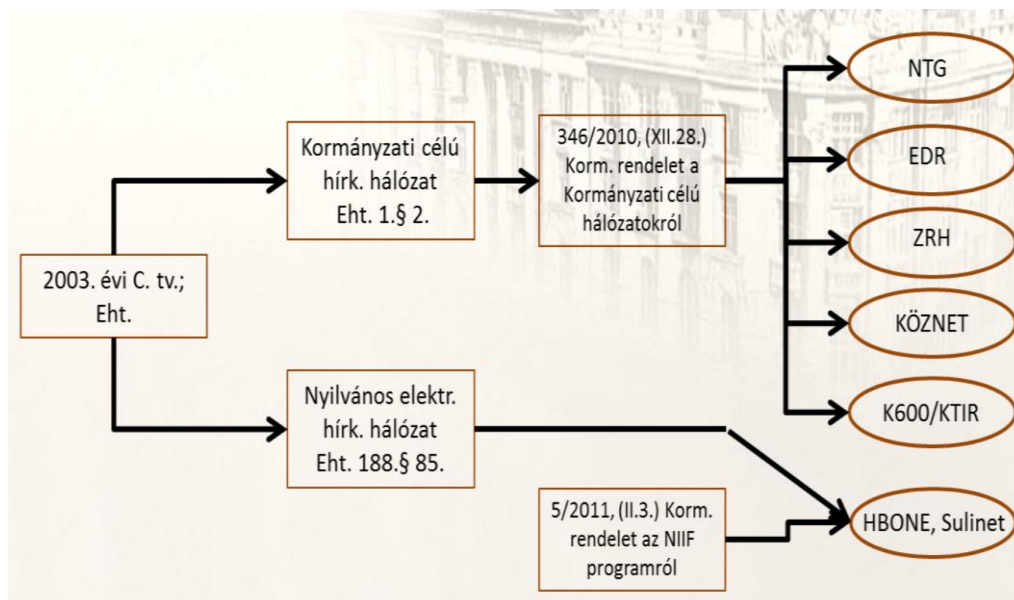 2003. évi C. tv.;
Eht.
Kormányzati célú
hírk. hálózat
Eht. 1.§ 2.
346/2010, (XII.28.)
Korm. rendelet a
Kormányzati célú
hálózatokról
NTG
EDR
ZRH
KÖZNET
K600/KTIR
Nyilvános elektr.
hírk. hálózat
Eht. 188.§ 85.
5/2011, (II.3.) Korm.
rendelet az NIIF
programról
HBONE, Sulinet